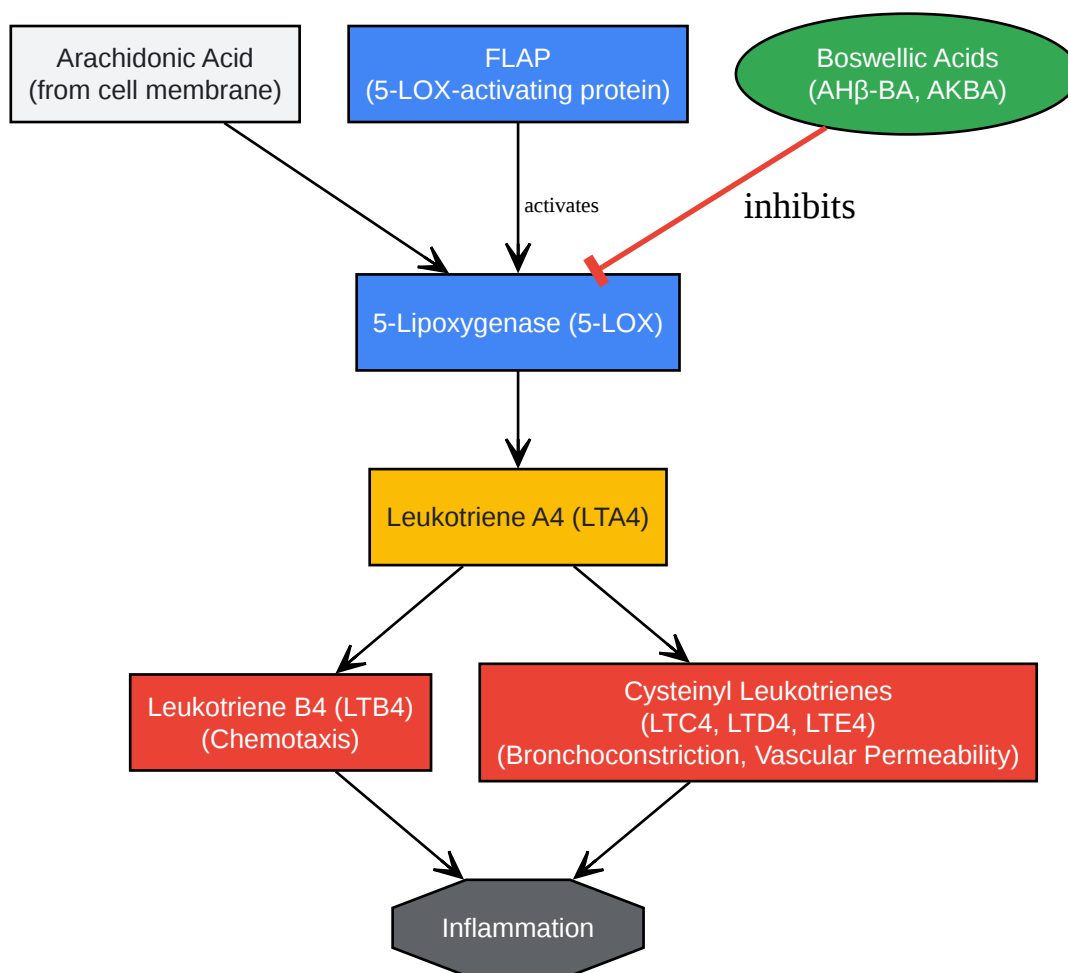 Arachidonic Acid
(from cell membrane)
FLAP
(5-LOX-activating protein)
Boswellic Acids
(AHβ-BA, AKBA)
activates
inhibits
5-Lipoxygenase (5-LOX)
Leukotriene A4 (LTA4)
Leukotriene B4 (LTB4)
(Chemotaxis)
Cysteinyl Leukotrienes
(LTC4, LTD4, LTE4)
(Bronchoconstriction, Vascular Permeability)
Inflammation